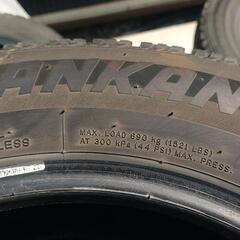 ANKAN
MAX. LOAD 690 kg (1521 LBS)
AT 300 kPa (44 PSI) MAX. PRESS.
LESS